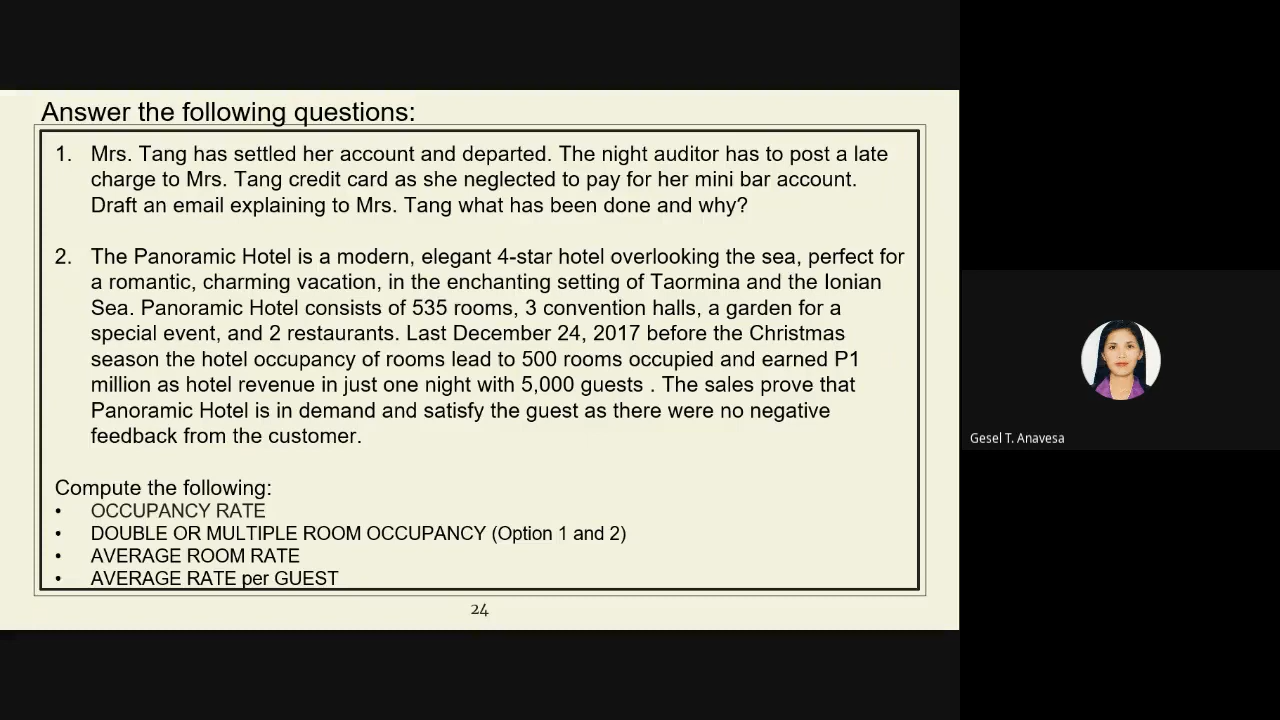 Answer the following questions:
1. Mrs. Tang has settled her account and departed. The night auditor has to post a late
charge to Mrs. Tang credit card as she neglected to pay for her mini bar account.
Draft an email explaining to Mrs. Tang what has been done and why?
2. The Panoramic Hotel is a modern, elegant 4-star hotel overlooking the sea, perfect for
a romantic, charming vacation, in the enchanting setting of Taormina and the Ionian
Sea. Panoramic Hotel consists of 535 rooms, 3 convention halls, a garden for a
special event, and 2 restaurants. Last December 24, 2017 before the Christmas
season the hotel occupancy of rooms lead to 500 rooms occupied and earned P1
million as hotel revenue in just one night with 5,000 guests . The sales prove that
Panoramic Hotel is in demand and satisfy the guest as there were no negative
feedback from the customer.
Compute the following:
• OCCUPANCY RATE
• DOUBLE OR MULTIPLE ROOM OCCUPANCY (Option 1 and 2)
• AVERAGE ROOM RATE
• AVERAGE RATE per GUEST
24
Gesel T. Anavesa